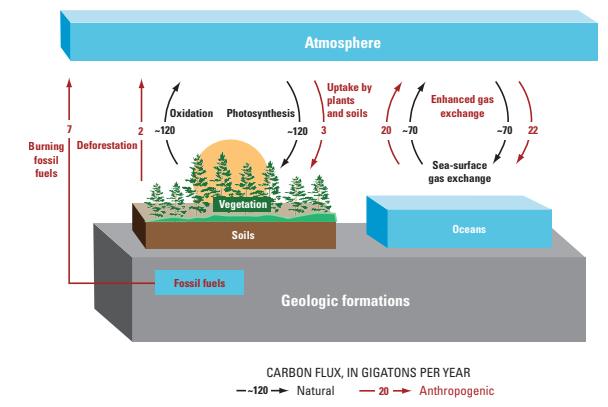 Atmosphere
Burning
fossil
fuels
7
Deforestation
2
~120
Oxidation
Photosynthesis
~120
3
Uptake by
plants
and soils
20
~70
Enhanced gas
exchange
~70
22
Sea-surface
gas exchange
Vegetation
Soils
Oceans
Fossil fuels
Geologic formations
CARBON FLUX, IN GIGATONS PER YEAR
~120 Natural
20 Anthropogenic